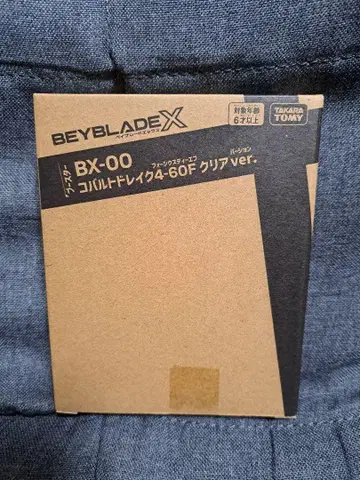 BEYBLADE X
ベイブレードエックス
対象年齢
6才以上
TAKARA
TOMY
ブースター
BX-00
フォーシックスティーエフ
バージョン
コバルトドレイク4-60F クリアver.